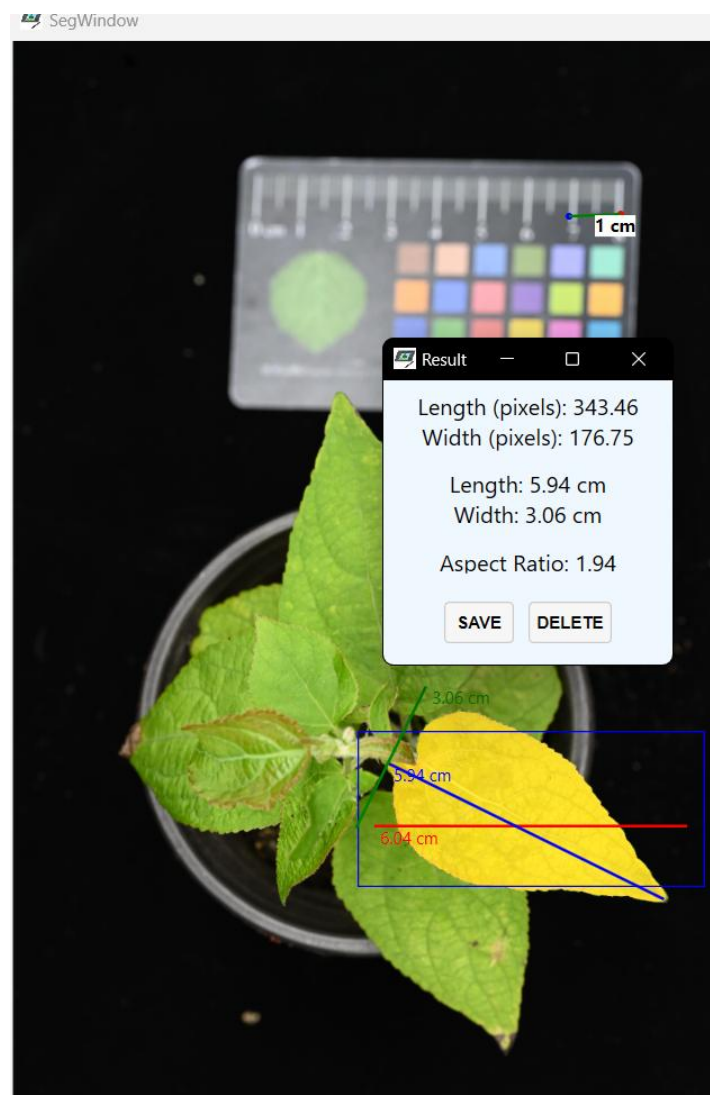 SegWindow
1 cm
Result
Length (pixels): 343.46
Width (pixels): 176.75
Length: 5.94 cm
Width: 3.06 cm
Aspect Ratio: 1.94
SAVE DELETE
3.06 cm
5.94 cm
6.04 cm